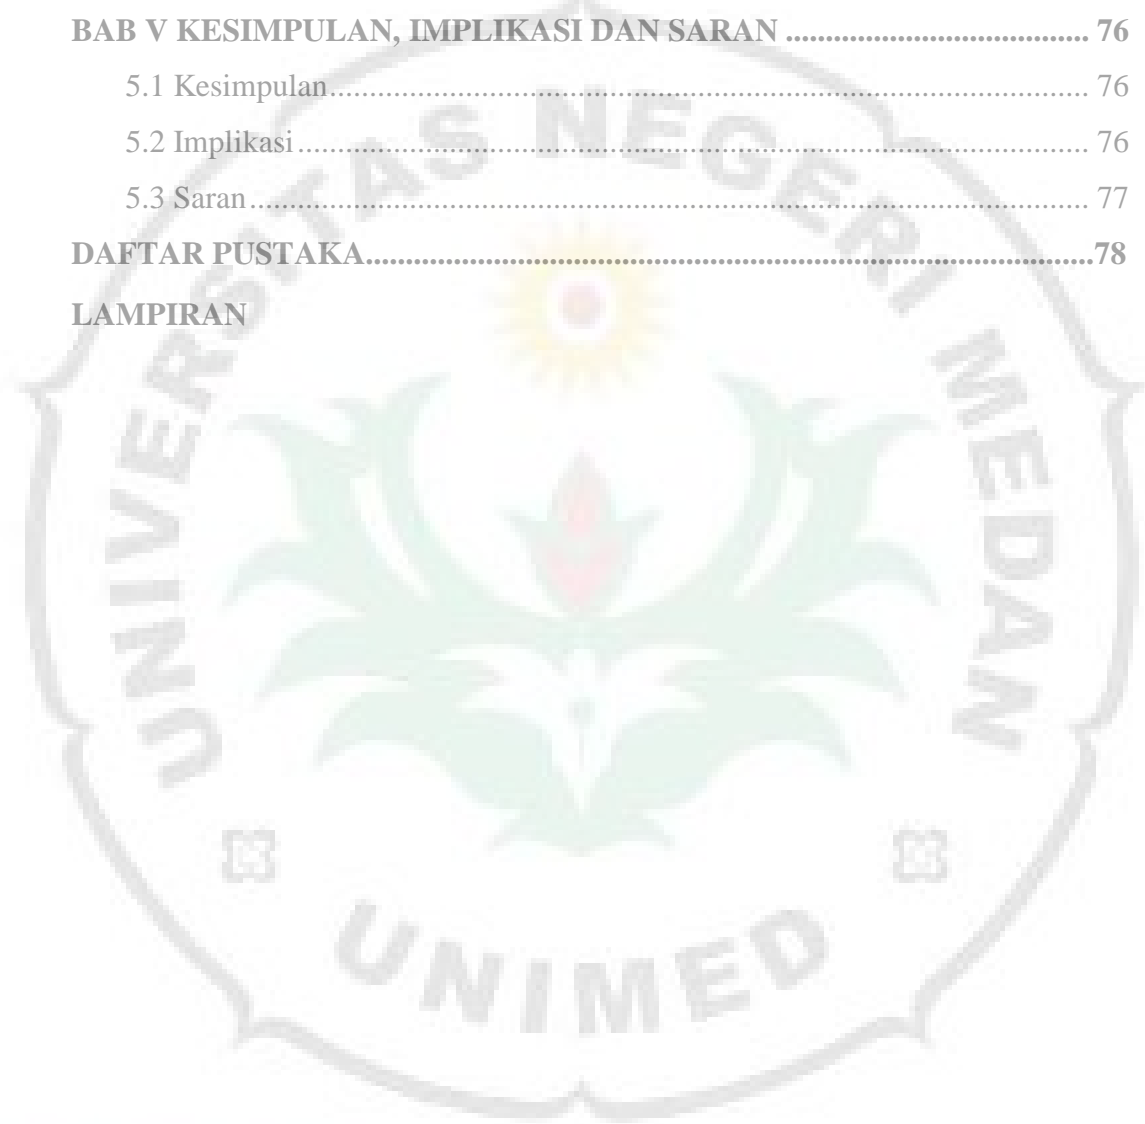 BAB V KESIMPULAN, IMPLIKASI DAN SARAN ...................................... 76
5.1 Kesimpulan............................................................................................... 76
5.2 Implikasi................................................................................................... 76
5.3 Saran......................................................................................................... 77
DAFTAR PUSTAKA...........................................................................................78
LAMPIRAN
UNIVERSITAS NEGERI MEDAN
UNIMED